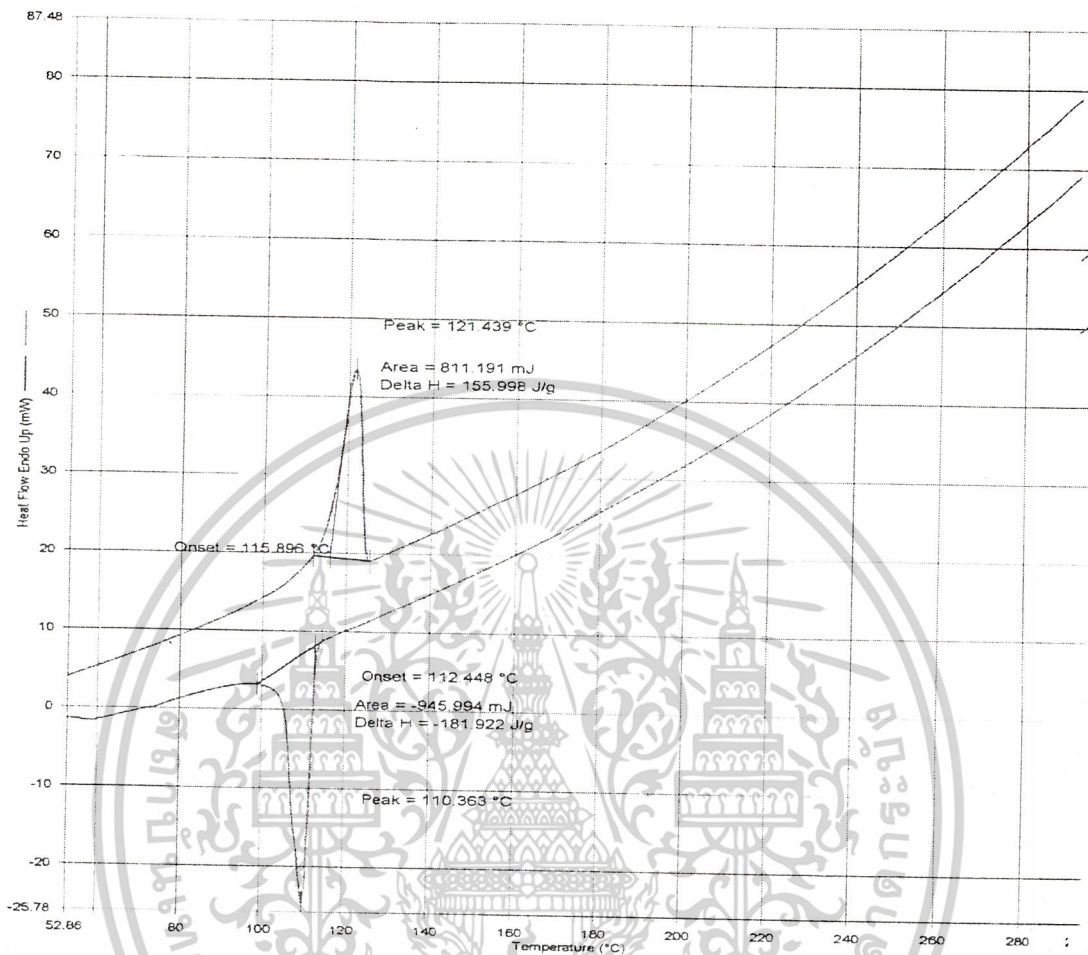 87.48
80
70
60
50
40
30
20
10
0
-10
-20
-25.78
Heat Flow Endo Up (mW)
Peak = 121.439 °C
Area = 811.191 mJ
Delta H = 155.998 J/g
Onset = 115.896 °C
Onset = 112.448 °C
Area = -945.994 mJ
Delta H = -181.922 J/g
Peak = 110.363 °C
52.86
80
100
120
140
160
180
200
220
240
260
280
Temperature (°C)